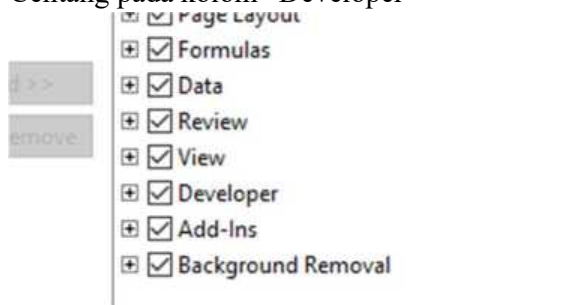 Centang pada kolom "Developer"
Page Layout
Formulas
Data
Review
View
Developer
Add-Ins
Background Removal